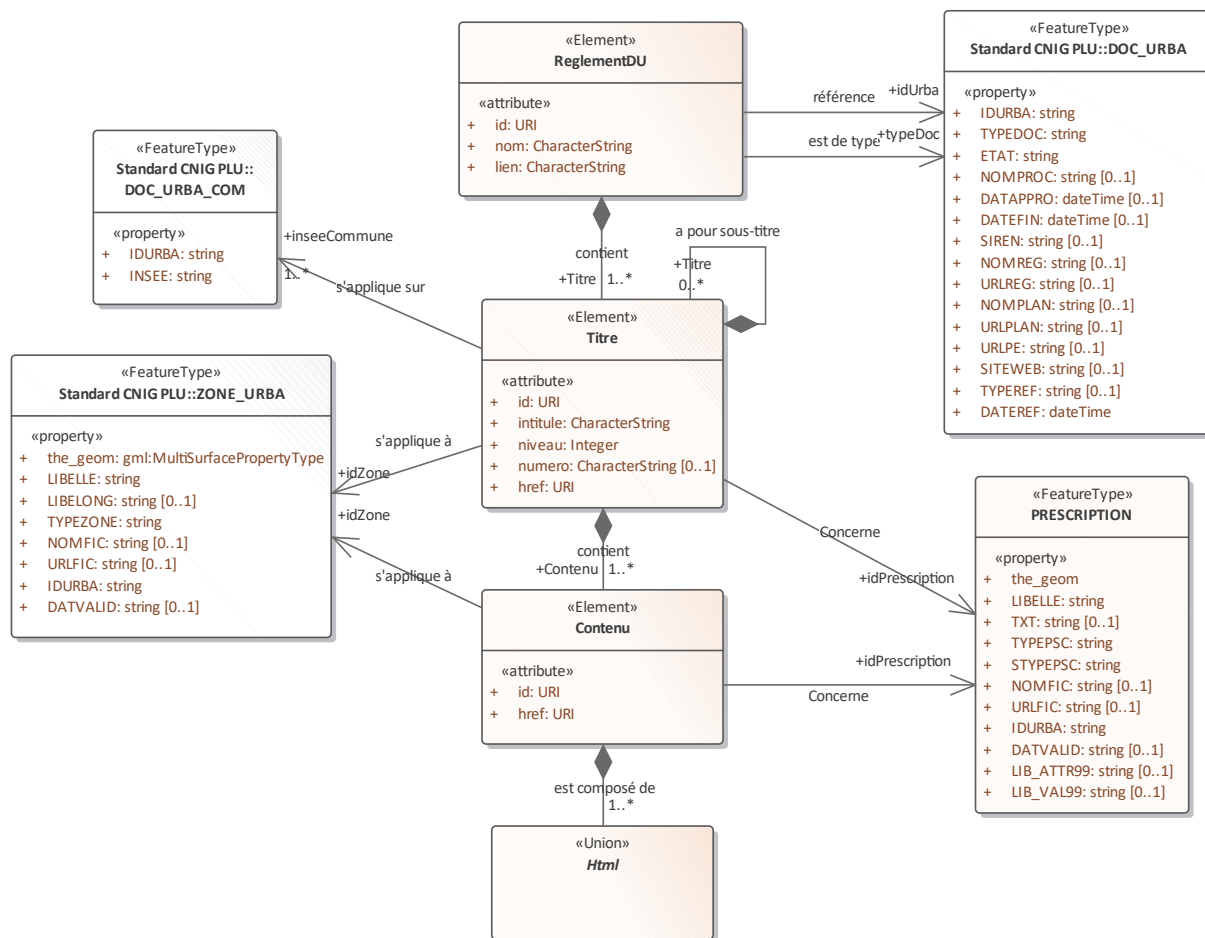 «Element»
ReglementDU
«attribute»
+ id: URI
+ nom: CharacterString
+ lien: CharacterString
«FeatureType»
Standard CNIG PLU::DOC_URBA
«property»
+ IDURBA: string
+ TYPEDOC: string
+ ETAT: string
+ NOMPROC: string [0..1]
+ DATAPPRO: dateTime [0..1]
+ DATEFIN: dateTime [0..1]
+ SIREN: string [0..1]
+ NOMREG: string [0..1]
+ URLREG: string [0..1]
+ NOMPLAN: string [0..1]
+ URLPLAN: string [0..1]
+ URLPE: string [0..1]
+ SITEWEB: string [0..1]
+ TYPEREF: string [0..1]
+ DATEREF: dateTime
référence
+idUrba
est de type
+typeDoc
«FeatureType»
Standard CNIG PLU::
DOC_URBA_COM
«property»
+ IDURBA: string
+ INSEE: string
+inseeCommune
1..*
s'applique sur
contient
+Titre 1..*
a pour sous-titre
+Titre
0..*
«Element»
Titre
«attribute»
+ id: URI
+ intitule: CharacterString
+ niveau: Integer
+ numero: CharacterString [0..1]
+ href: URI
«FeatureType»
Standard CNIG PLU::ZONE_URBA
«property»
+ the_geom: gml:MultiSurfacePropertyType
+ LIBELLE: string
+ LIBELONG: string [0..1]
+ TYPEZONE: string
+ NOMFIC: string [0..1]
+ URLFIC: string [0..1]
+ IDURBA: string
+ DATVALID: string [0..1]
s'applique à
+idZone
+idZone
s'applique à
contient
+Contenu 1..*
Concerne
+idPrescription
«FeatureType»
PRESCRIPTION
«property»
+ the_geom
+ LIBELLE: string
+ TXT: string [0..1]
+ TYPEPSC: string
+ STYPEPSC: string
+ NOMFIC: string [0..1]
+ URLFIC: string [0..1]
+ IDURBA: string
+ DATVALID: string [0..1]
+ LIB_ATTR99: string [0..1]
+ LIB_VAL99: string [0..1]
«Element»
Contenu
«attribute»
+ id: URI
+ href: URI
+idPrescription
Concerne
est composé de
1..*
«Union»
Html